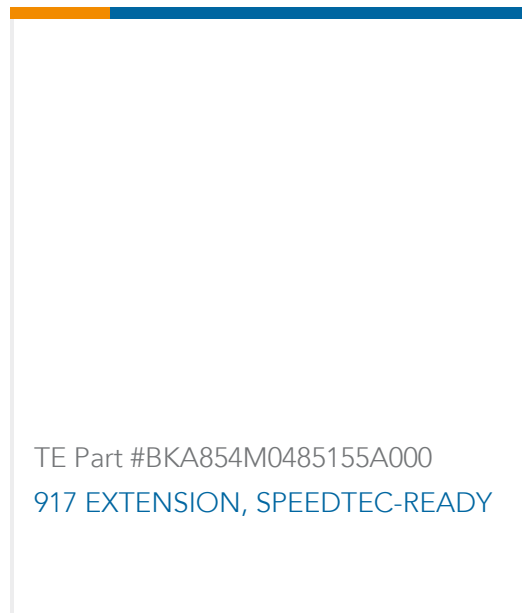 TE Part #BKA854M0485155A000
917 EXTENSION, SPEEDTEC-READY